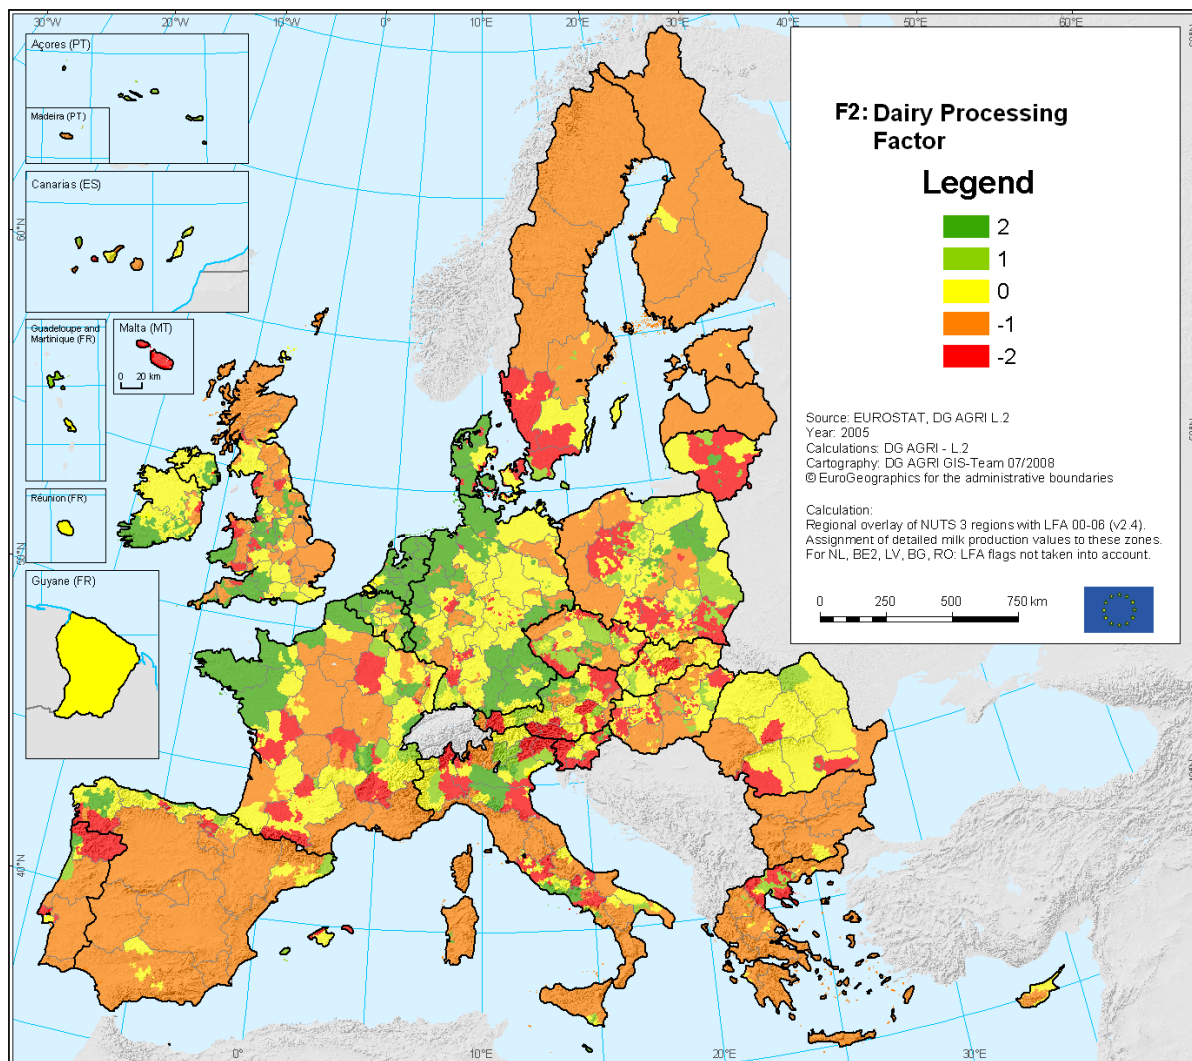 30°W
20°W
10°W
0°
10°E
20°E
30°E
40°E
60°E
Açores (PT)
Madeira (PT)
Canarias (ES)
Guadeloupe and
Martinique (FR)
Malta (MT)
0 20 km
Réunion (FR)
Guyane (FR)
60°N
50°N
40°N
F2: Dairy Processing
Factor
Legend
2
1
0
-1
-2
Source: EUROSTAT, DG AGRI L.2
Year: 2005
Calculations: DG AGRI - L.2
Cartography: DG AGRI GIS-Team 07/2008
© EuroGeographics for the administrative boundaries
Calculation:
Regional overlay of NUTS 3 regions with LFA 00-06 (v2.4).
Assignment of detailed milk production values to these zones.
For NL, BE2, LV, BG, RO: LFA flags not taken into account.
0 250 500 750 km
0°
10°E
20°E
30°E